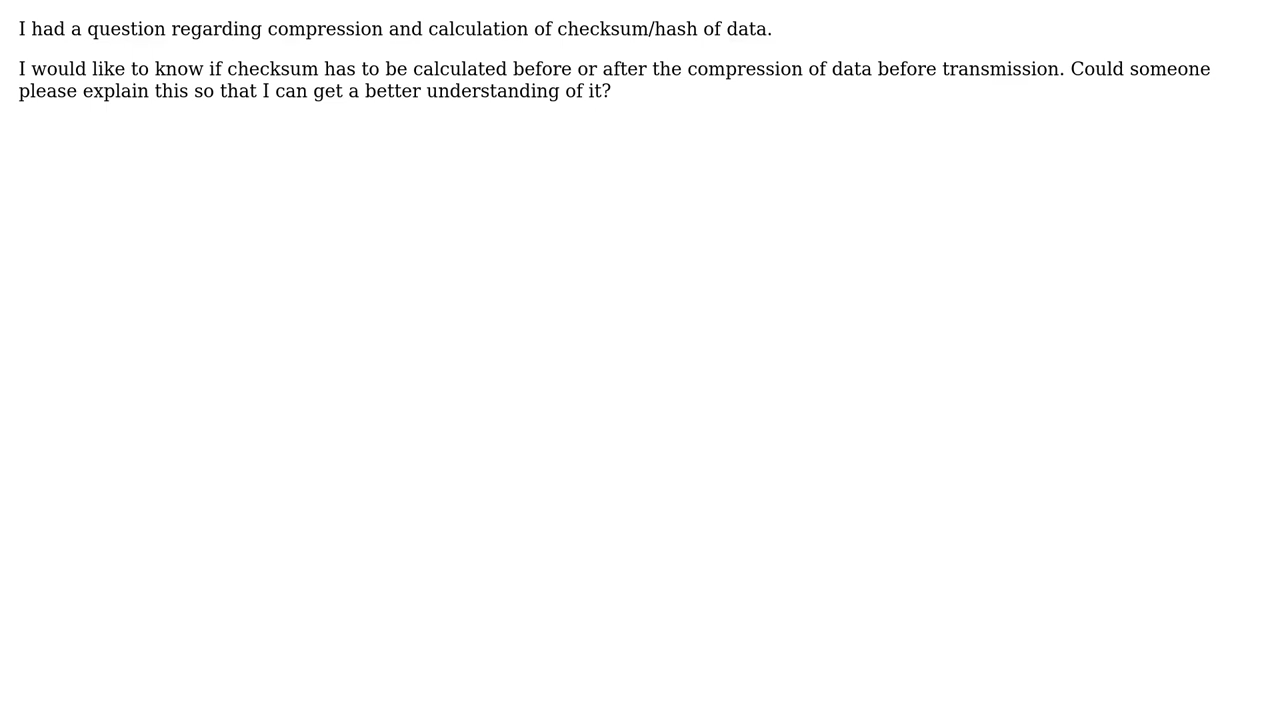 I had a question regarding compression and calculation of checksum/hash of data.
I would like to know if checksum has to be calculated before or after the compression of data before transmission. Could someone
please explain this so that I can get a better understanding of it?